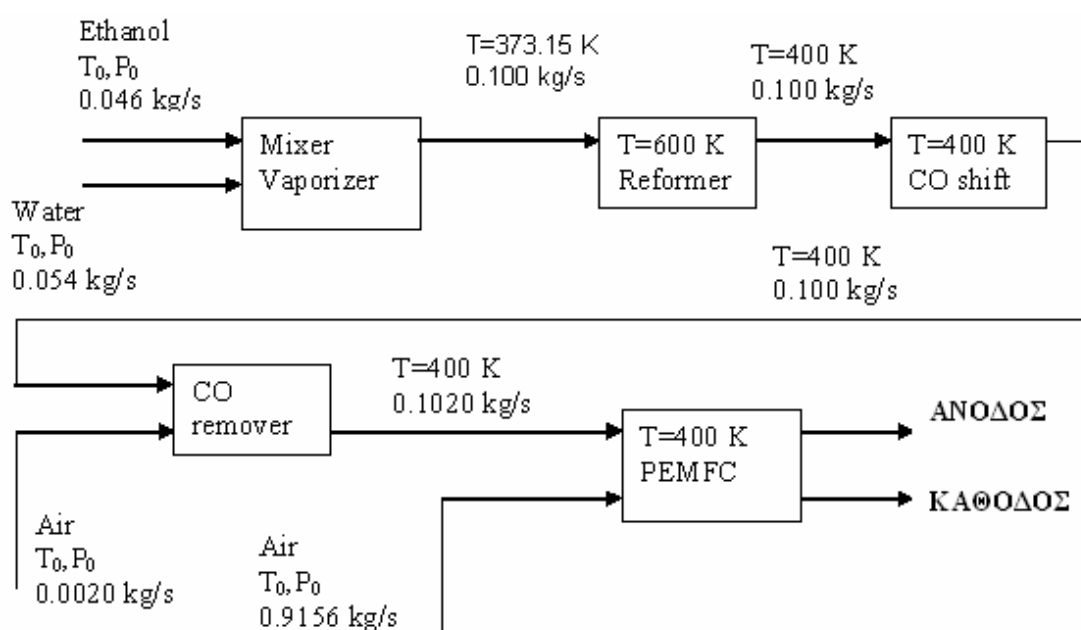 Ethanol
T₀,P₀
0.046 kg/s
T=373.15 K
0.100 kg/s
T=400 K
0.100 kg/s
Mixer
Vaporizer
T=600 K
Reformer
T=400 K
CO shift
Water
T₀,P₀
0.054 kg/s
T=400 K
0.100 kg/s
CO
remover
T=400 K
0.1020 kg/s
T=400 K
PEMFC
ΑΝΟΔΟΣ
ΚΑΘΟΔΟΣ
Air
T₀,P₀
0.0020 kg/s
Air
T₀,P₀
0.9156 kg/s